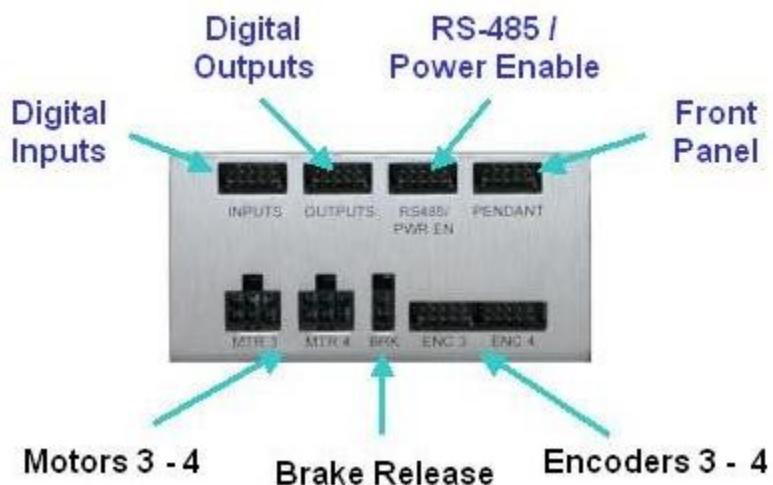 Digital
Outputs
RS-485 /
Power Enable
Digital
Inputs
Front
Panel
INPUTS
OUTPUTS
RS485/
PWR EN
PENDANT
MTR 3
MTR 4
BRK
ENC 3
ENC 4
Motors 3 - 4
Brake Release
Encoders 3 - 4